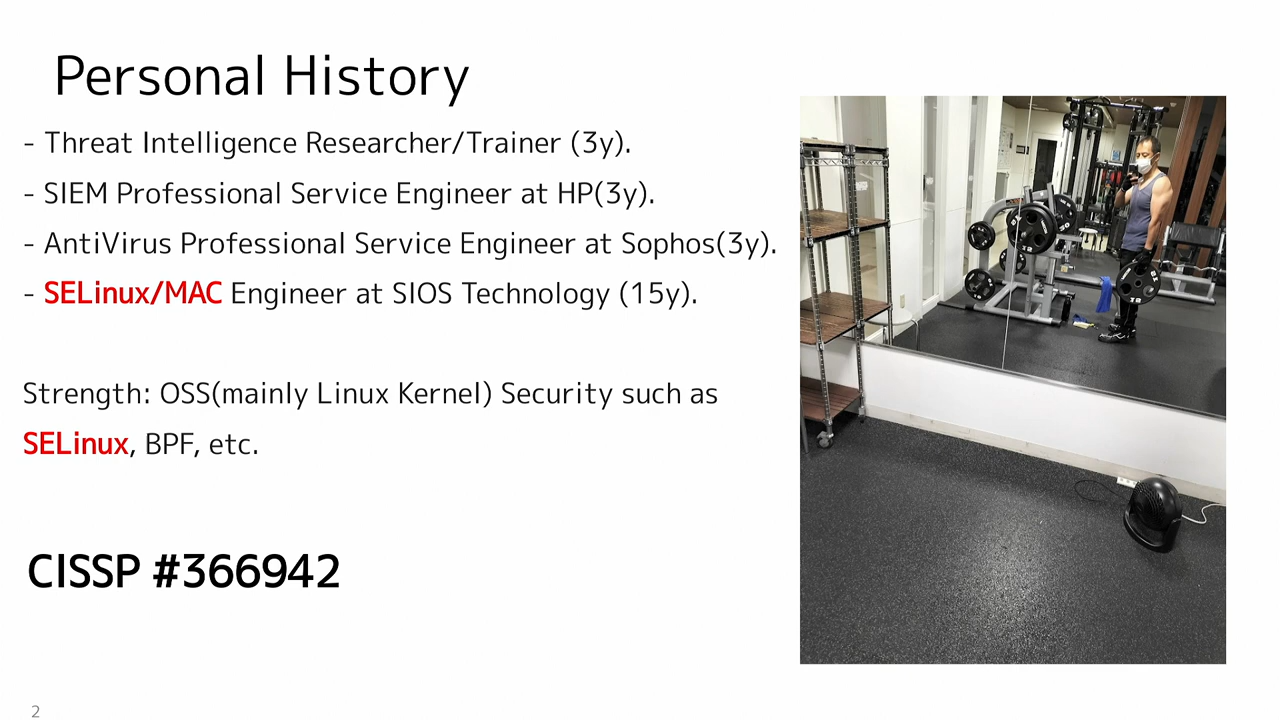 Personal History
- Threat Intelligence Researcher/Trainer (3y).
- SIEM Professional Service Engineer at HP(3y).
- AntiVirus Professional Service Engineer at Sophos(3y).
- SELinux/MAC Engineer at SIOS Technology (15y).
Strength: OSS(mainly Linux Kernel) Security such as
SELinux, BPF, etc.
CISSP #366942
2